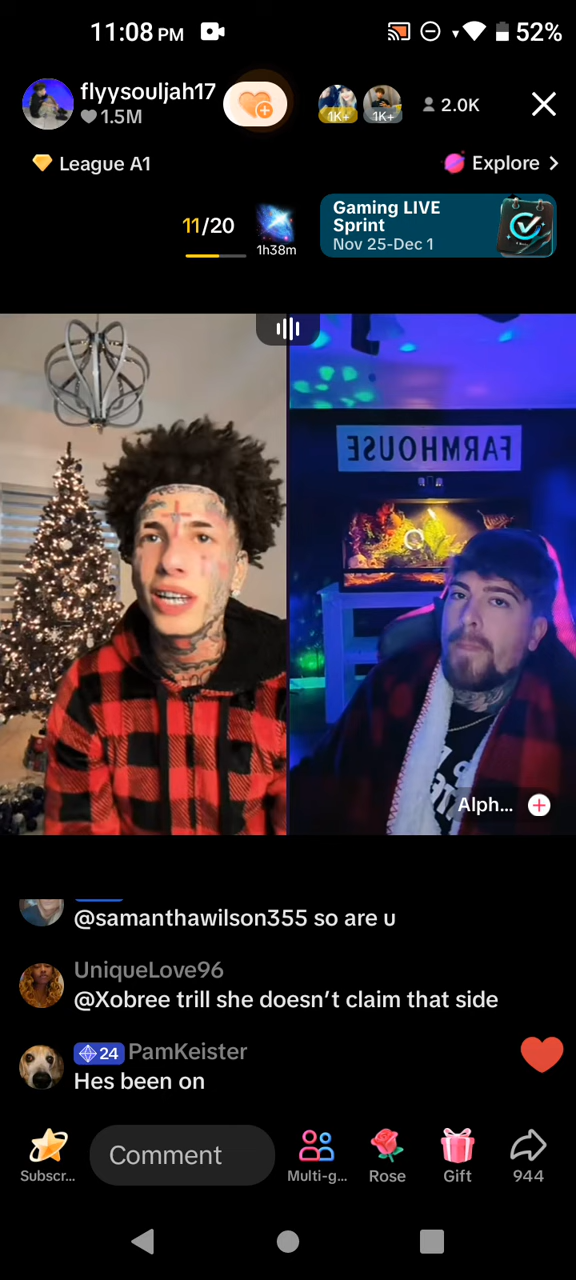 11:08 PM
52%
flyysouljah17
1.5M
1K+
1K+
2.0K
League A1
Explore >
11/20
1h38m
Gaming LIVE
Sprint
Nov 25-Dec 1
FARMHOUSE
Alph...
@samanthawilson355 so are u
UniqueLove96
@Xobree trill she doesn’t claim that side
24 PamKeister
Hes been on
Subscr...
Comment
Multi-g...
Rose
Gift
944